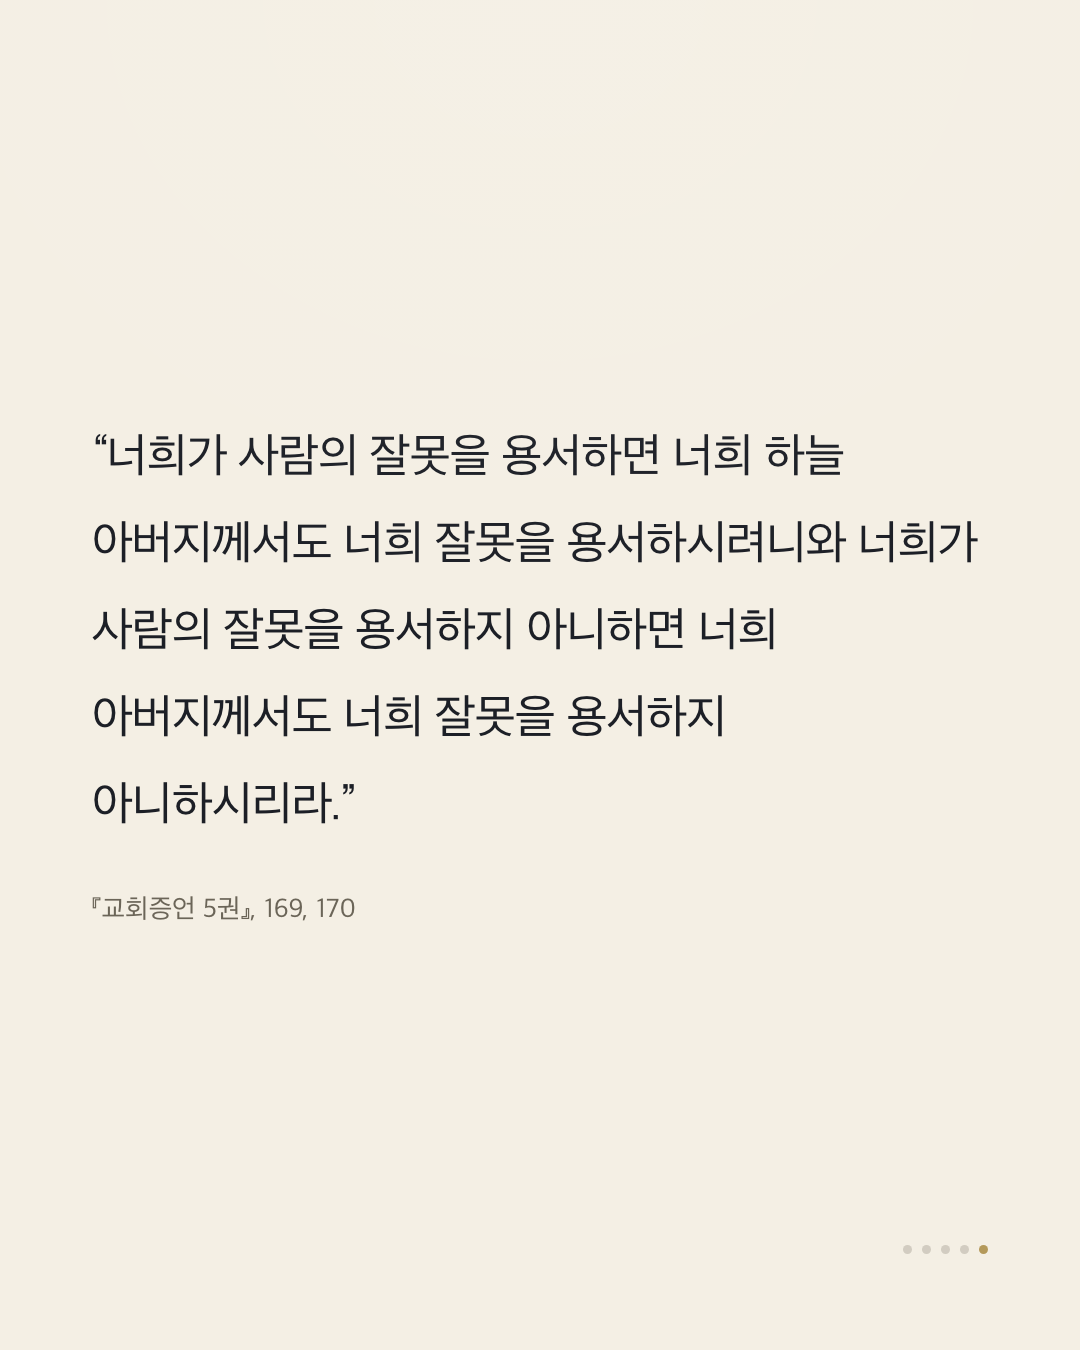 “너희가 사람의 잘못을 용서하면 너희 하늘
아버지께서도 너희 잘못을 용서하시려니와 너희가
사람의 잘못을 용서하지 아니하면 너희
아버지께서도 너희 잘못을 용서하지
아니하시리라.”
『교회증언 5권』, 169, 170